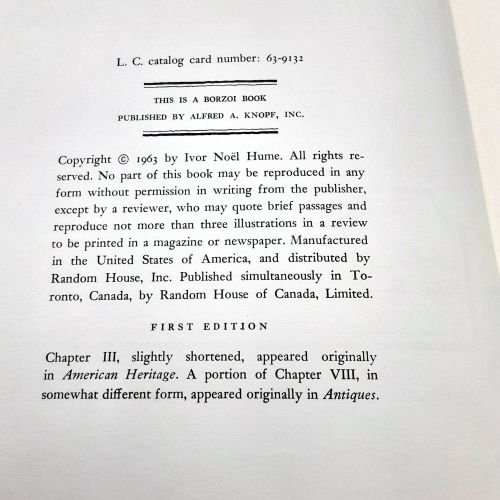 L. C. catalog card number: 63-9132
THIS IS A BORZOI BOOK
PUBLISHED BY ALFRED A. KNOPF, INC.
Copyright © 1963 by Ivor Noël Hume. All rights re-
served. No part of this book may be reproduced in any
form without permission in writing from the publisher,
except by a reviewer, who may quote brief passages and
reproduce not more than three illustrations in a review
to be printed in a magazine or newspaper. Manufactured
in the United States of America, and distributed by
Random House, Inc. Published simultaneously in To-
ronto, Canada, by Random House of Canada, Limited.
FIRST EDITION
Chapter III, slightly shortened, appeared originally
in American Heritage. A portion of Chapter VIII, in
somewhat different form, appeared originally in Antiques.